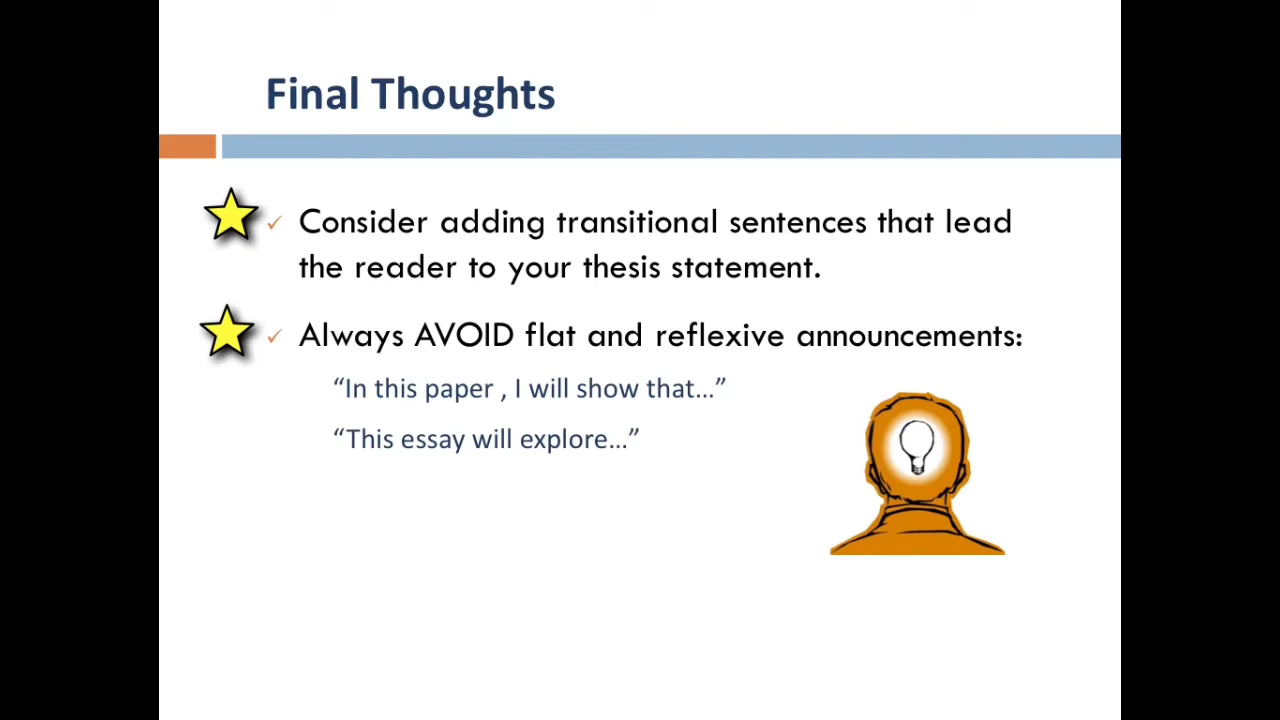 Final Thoughts
✓ Consider adding transitional sentences that lead
the reader to your thesis statement.
✓ Always AVOID flat and reflexive announcements:
“In this paper , I will show that…”
“This essay will explore…”